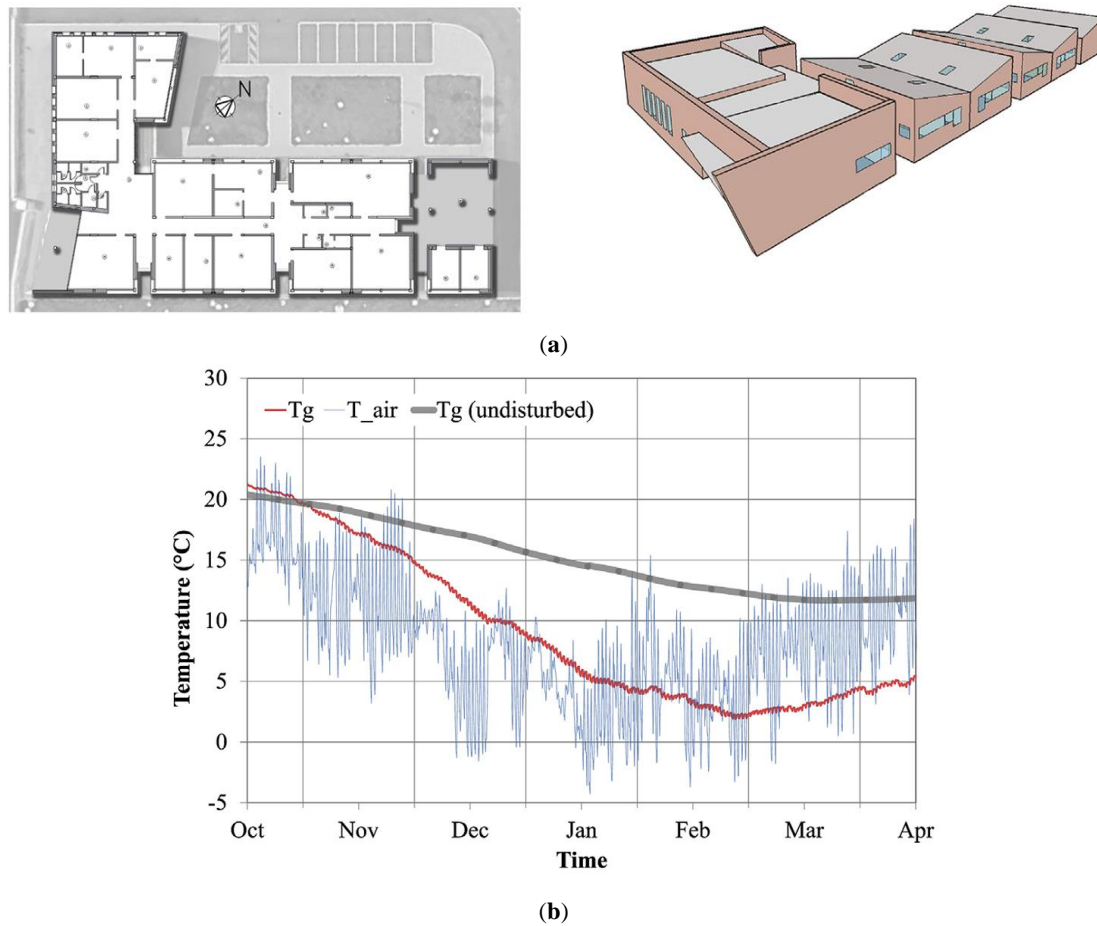 N
(a)
30
25
20
15
10
5
0
-5
Temperature (°C)
Tg T_air Tg (undisturbed)
Oct Nov Dec Jan Feb Mar Apr
Time
(b)